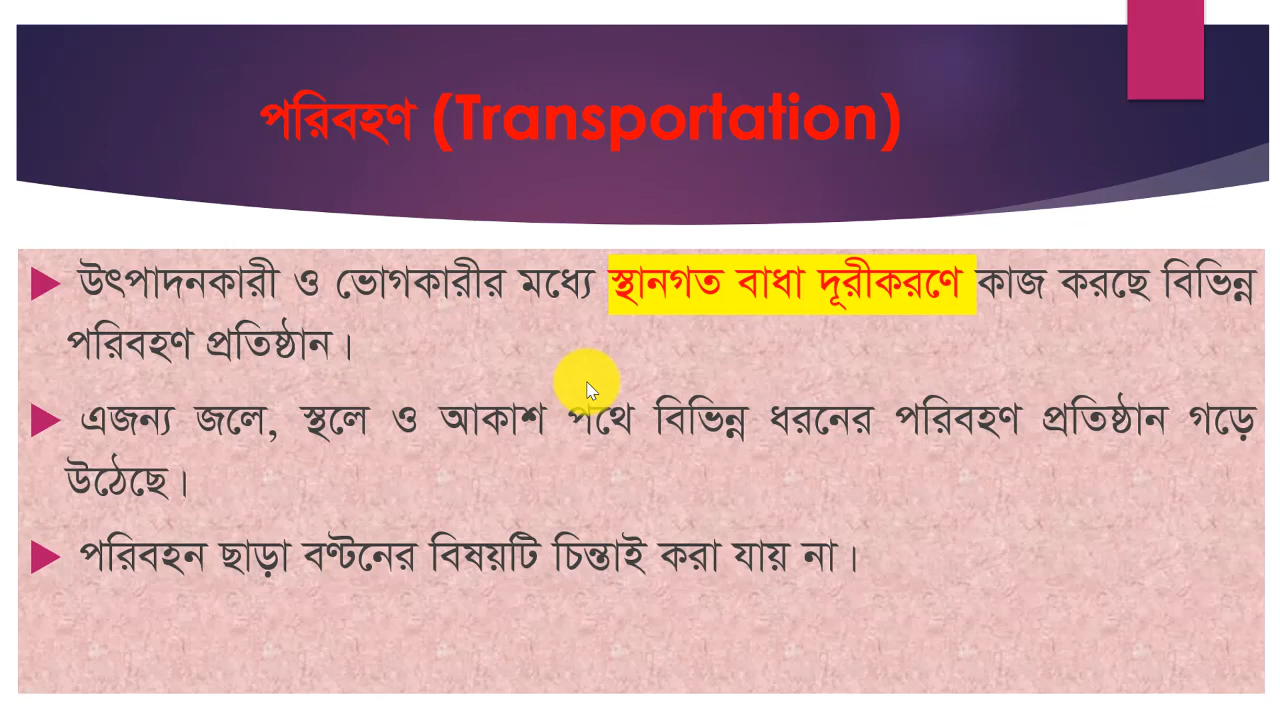 পরিবহণ (Transportation)
উৎপাদনকারী ও ভোগকারীর মধ্যে স্থানগত বাধা দূরীকরণে কাজ করছে বিভিন্ন
পরিবহণ প্রতিষ্ঠান।
এজন্য জলে, স্থলে ও আকাশ পথে বিভিন্ন ধরনের পরিবহণ প্রতিষ্ঠান গড়ে
উঠেছে।
পরিবহন ছাড়া বণ্টনের বিষয়টি চিন্তাই করা যায় না।